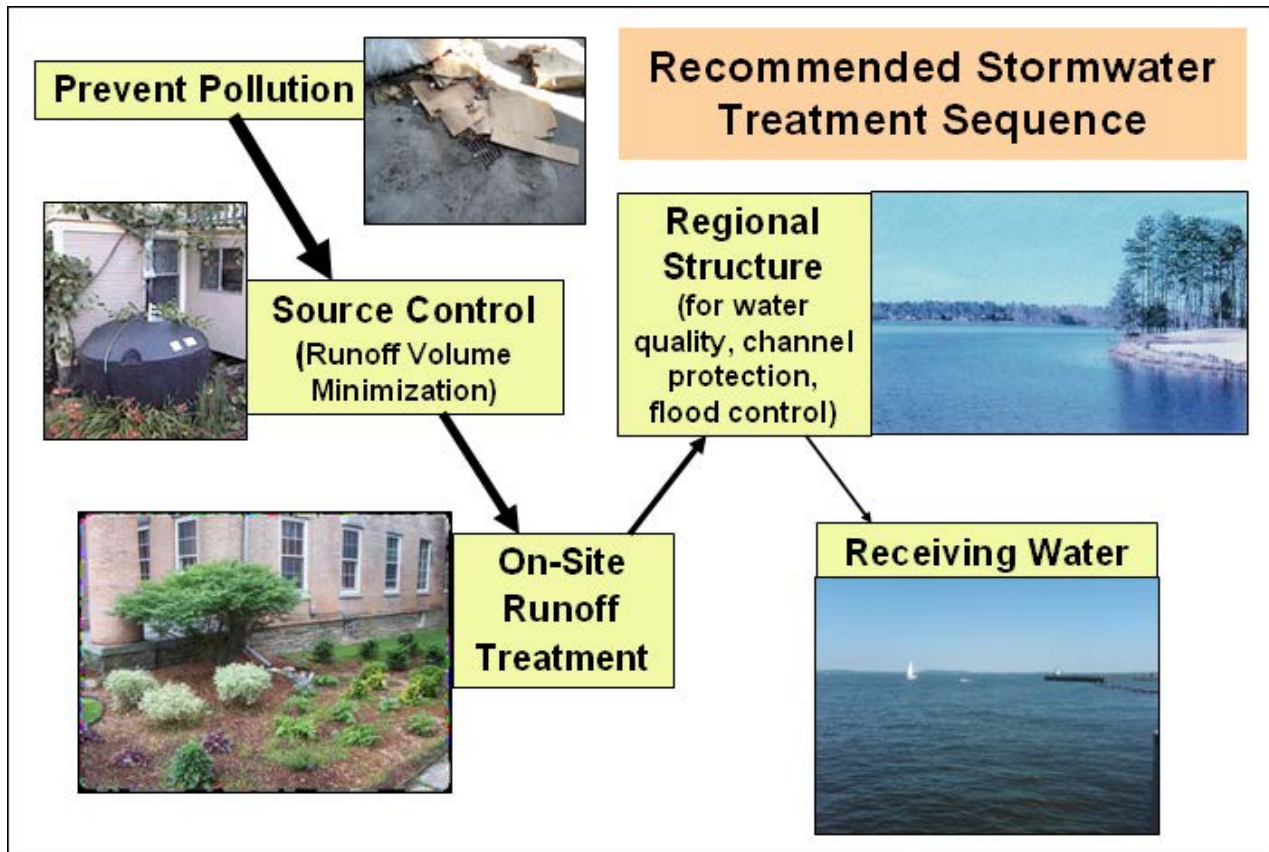 Recommended Stormwater
Treatment Sequence
Prevent Pollution
Source Control
(Runoff Volume
Minimization)
On-Site
Runoff
Treatment
Regional
Structure
(for water
quality, channel
protection,
flood control)
Receiving Water